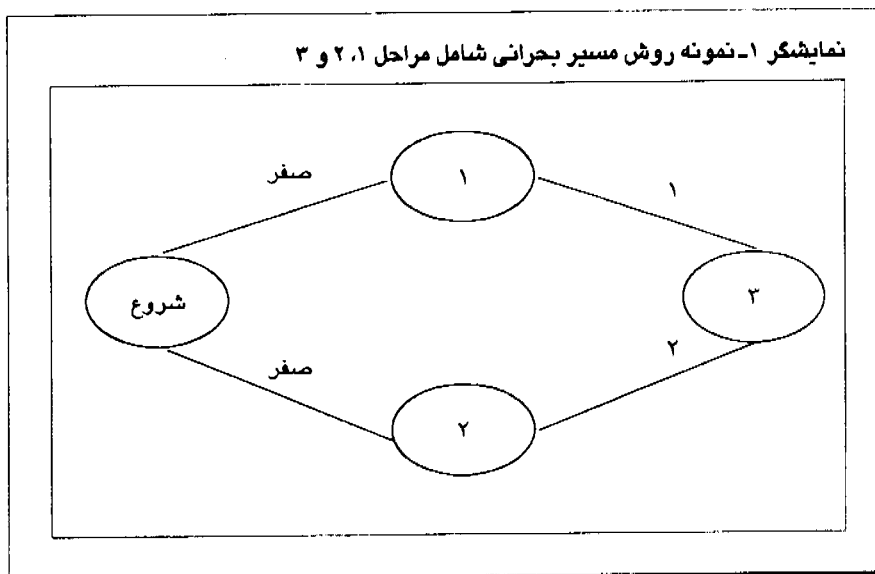 نمایشگر ۱ـ نمونه روش مسیر بحرانی شامل مراحل ۱، ۲ و ۳
۱
صفر
۱
شروع
۳
صفر
۲
۲